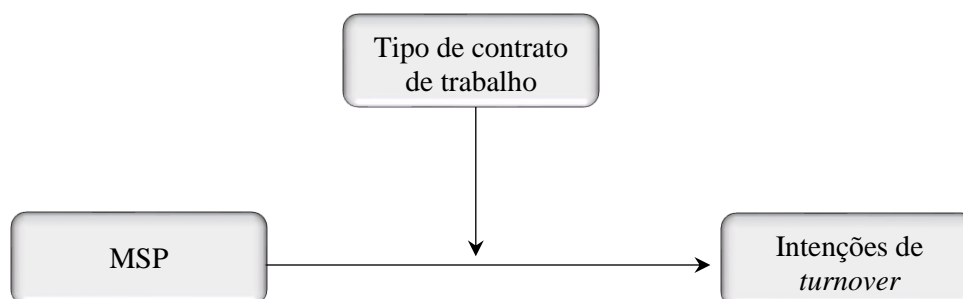 Tipo de contrato
de trabalho
MSP
Intenções de
turnover